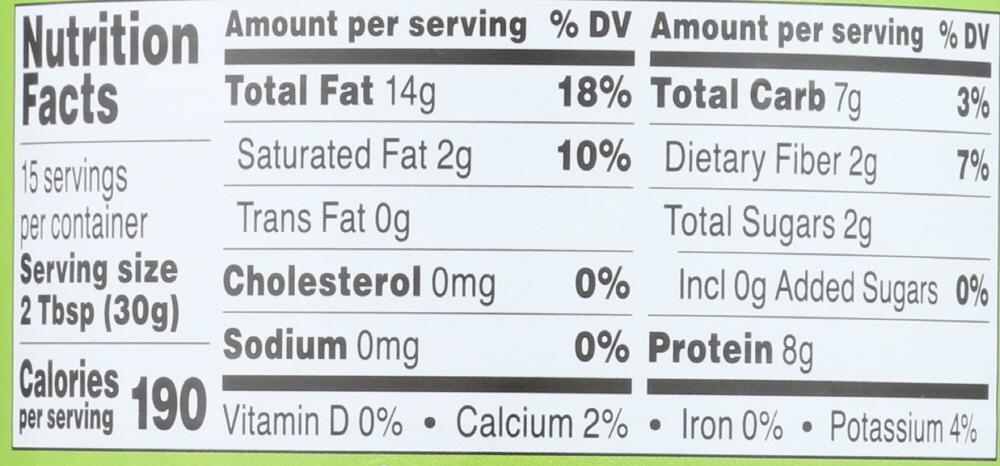 Nutrition
Facts
15 servings
per container
Serving size
2 Tbsp (30g)
Calories
per serving 190
Amount per serving % DV
Total Fat 14g 18%
Saturated Fat 2g 10%
Trans Fat 0g
Cholesterol 0mg 0%
Sodium 0mg 0%
Amount per serving % DV
Total Carb 7g 3%
Dietary Fiber 2g 7%
Total Sugars 2g
Incl 0g Added Sugars 0%
Protein 8g
Vitamin D 0% • Calcium 2% • Iron 0% • Potassium 4%